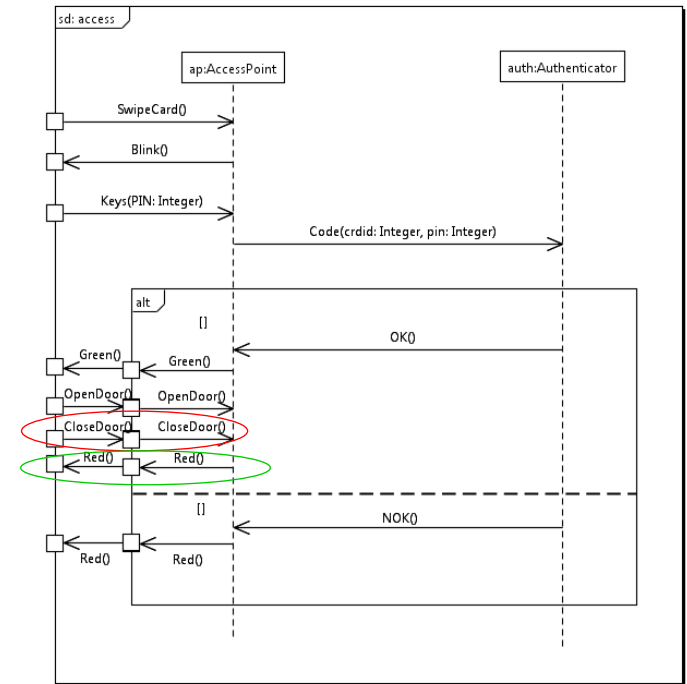 sd: access
ap:AccessPoint
auth:Authenticator
SwipeCard()
Blink()
Keys(PIN: Integer)
Code(crdid: Integer, pin: Integer)
alt
[]
OK()
Green()
Green()
OpenDoor()
OpenDoor()
CloseDoor()
CloseDoor()
Red()
Red()
[]
NOK()
Red()
Red()